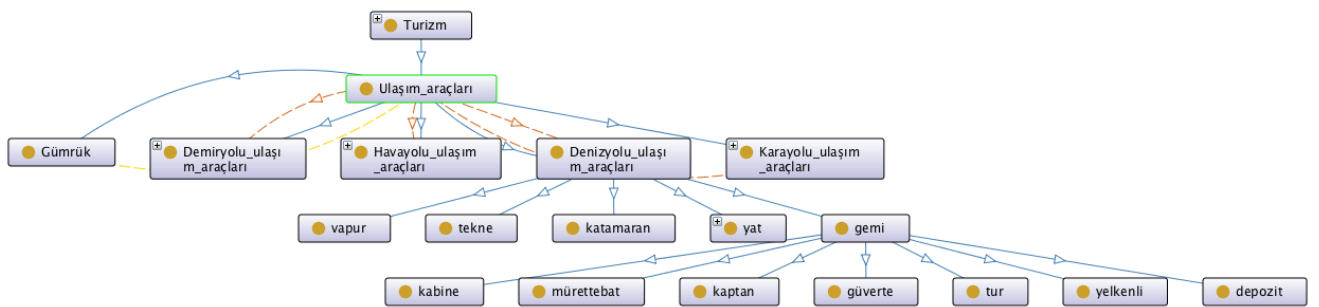 Turizm
Ulaşım_araçları
Gümrük
Demiryolu_ulaşı
m_araçları
Havayolu_ulaşım
_araçları
Denizyolu_ulaşı
m_araçları
Karayolu_ulaşım
_araçları
vapur
tekne
katamaran
yat
gemi
kabine
mürettebat
kaptan
güverte
tur
yelkenli
depozit